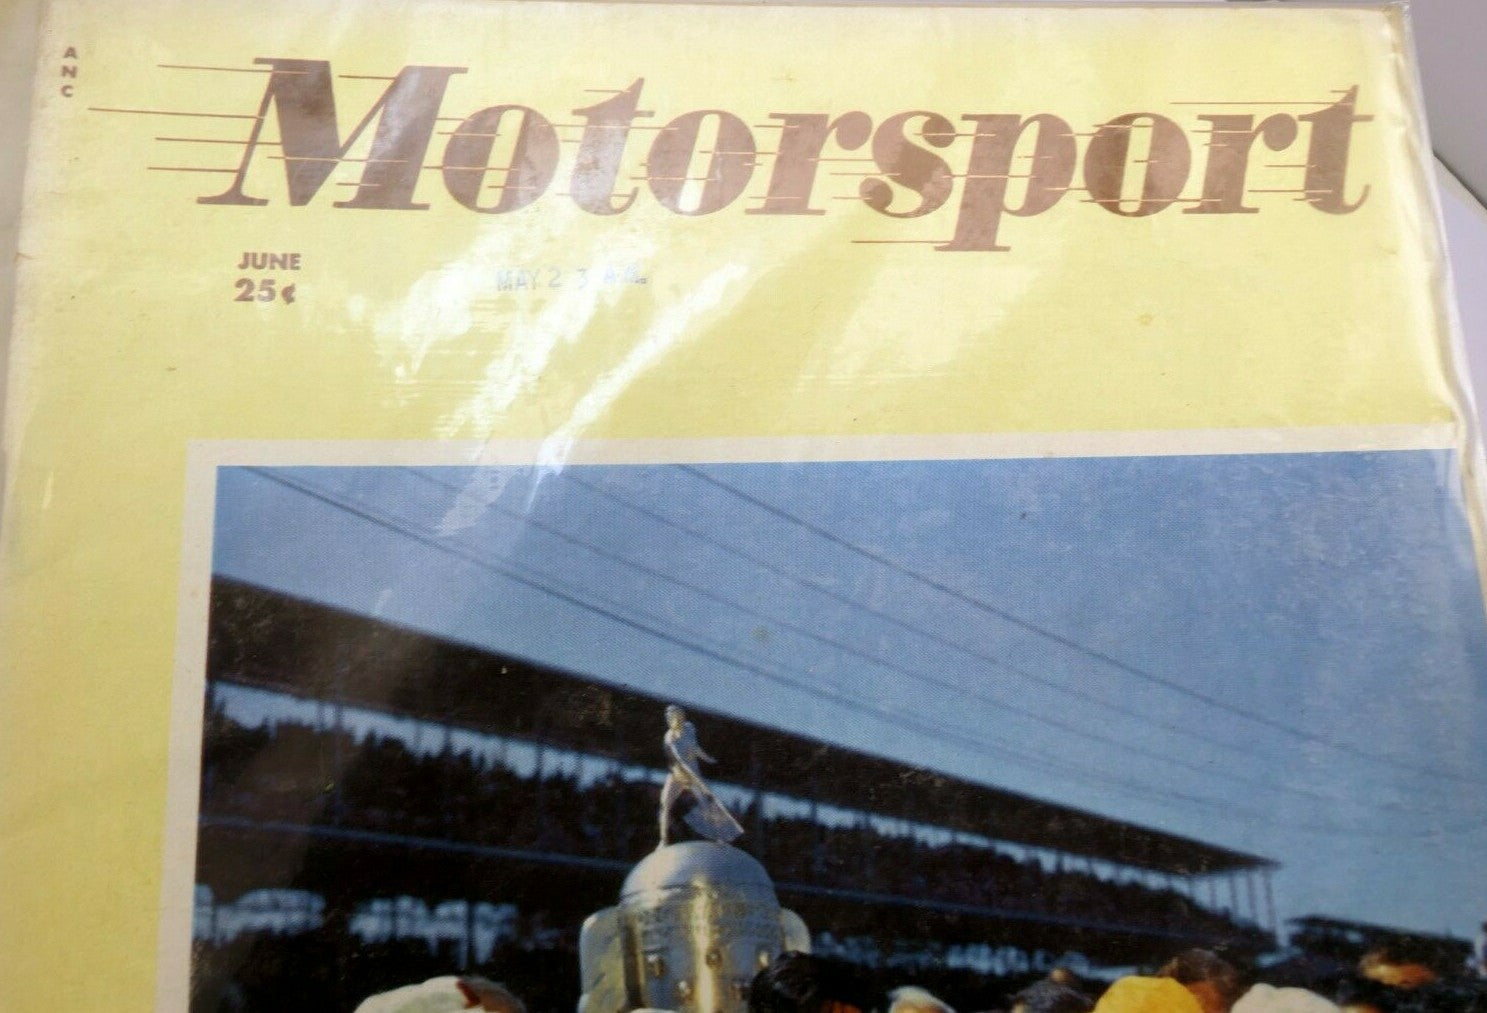 ANC
Motorsport
JUNE
25¢
MAY 2 3 A.M.